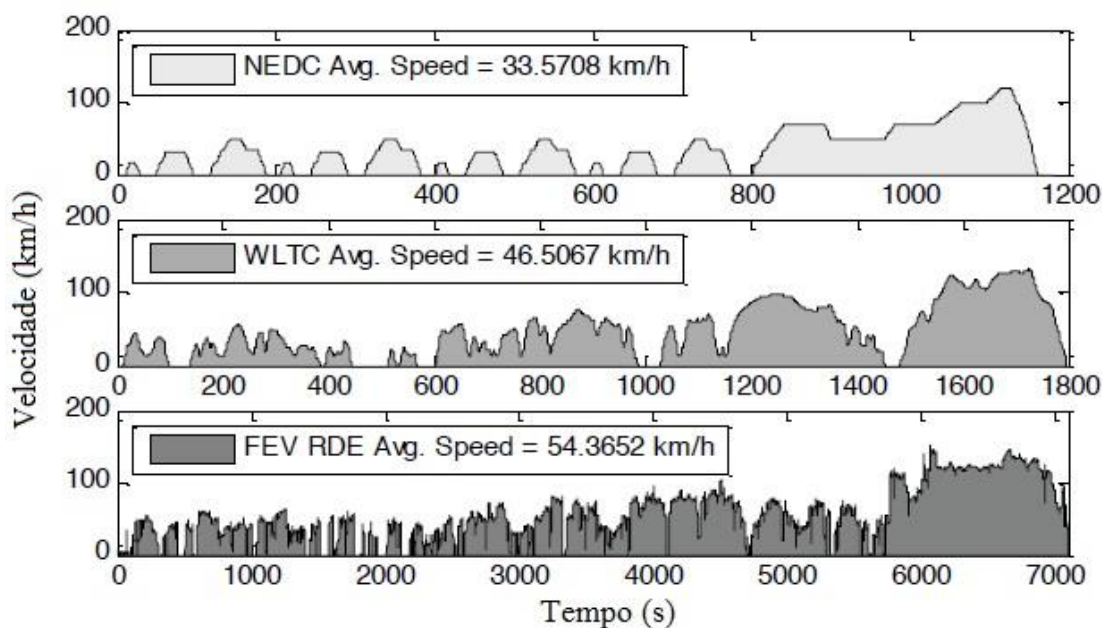 200
NEDC Avg. Speed = 33.5708 km/h
100
0
0 200 400 600 800 1000 1200
200
WLTC Avg. Speed = 46.5067 km/h
100
0
0 200 400 600 800 1000 1200 1400 1600 1800
Velocidade (km/h)
200
FEV RDE Avg. Speed = 54.3652 km/h
100
0
0 1000 2000 3000 4000 5000 6000 7000
Tempo (s)